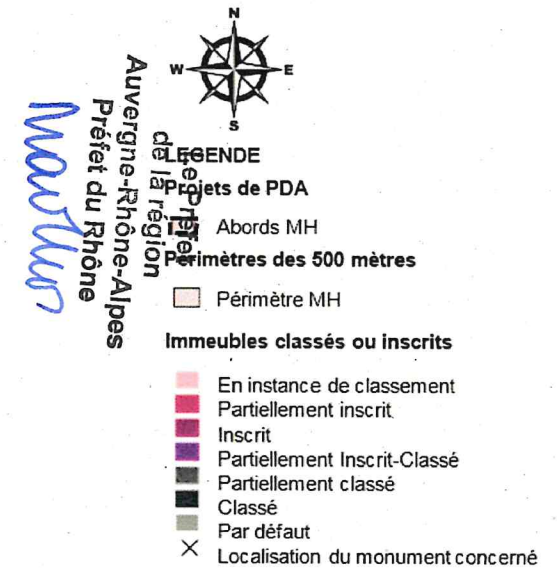 N
W E
S
LEGENDE
Projets de PDA
Abords MH
Périmètres des 500 mètres
Périmètre MH
Immeubles classés ou inscrits
En instance de classement
Partiellement inscrit
Inscrit
Partiellement Inscrit-Classé
Partiellement classé
Classé
Par défaut
Localisation du monument concerné
Le Préfet
de la région
Auvergne-Rhône-Alpes
Préfet du Rhône